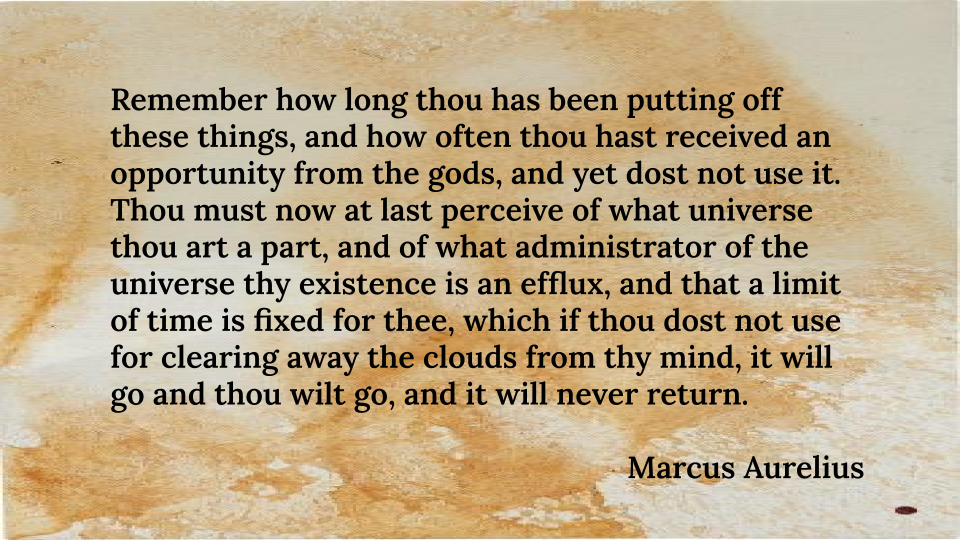 Remember how long thou has been putting off
these things, and how often thou hast received an
opportunity from the gods, and yet dost not use it.
Thou must now at last perceive of what universe
thou art a part, and of what administrator of the
universe thy existence is an efflux, and that a limit
of time is fixed for thee, which if thou dost not use
for clearing away the clouds from thy mind, it will
go and thou wilt go, and it will never return.
Marcus Aurelius